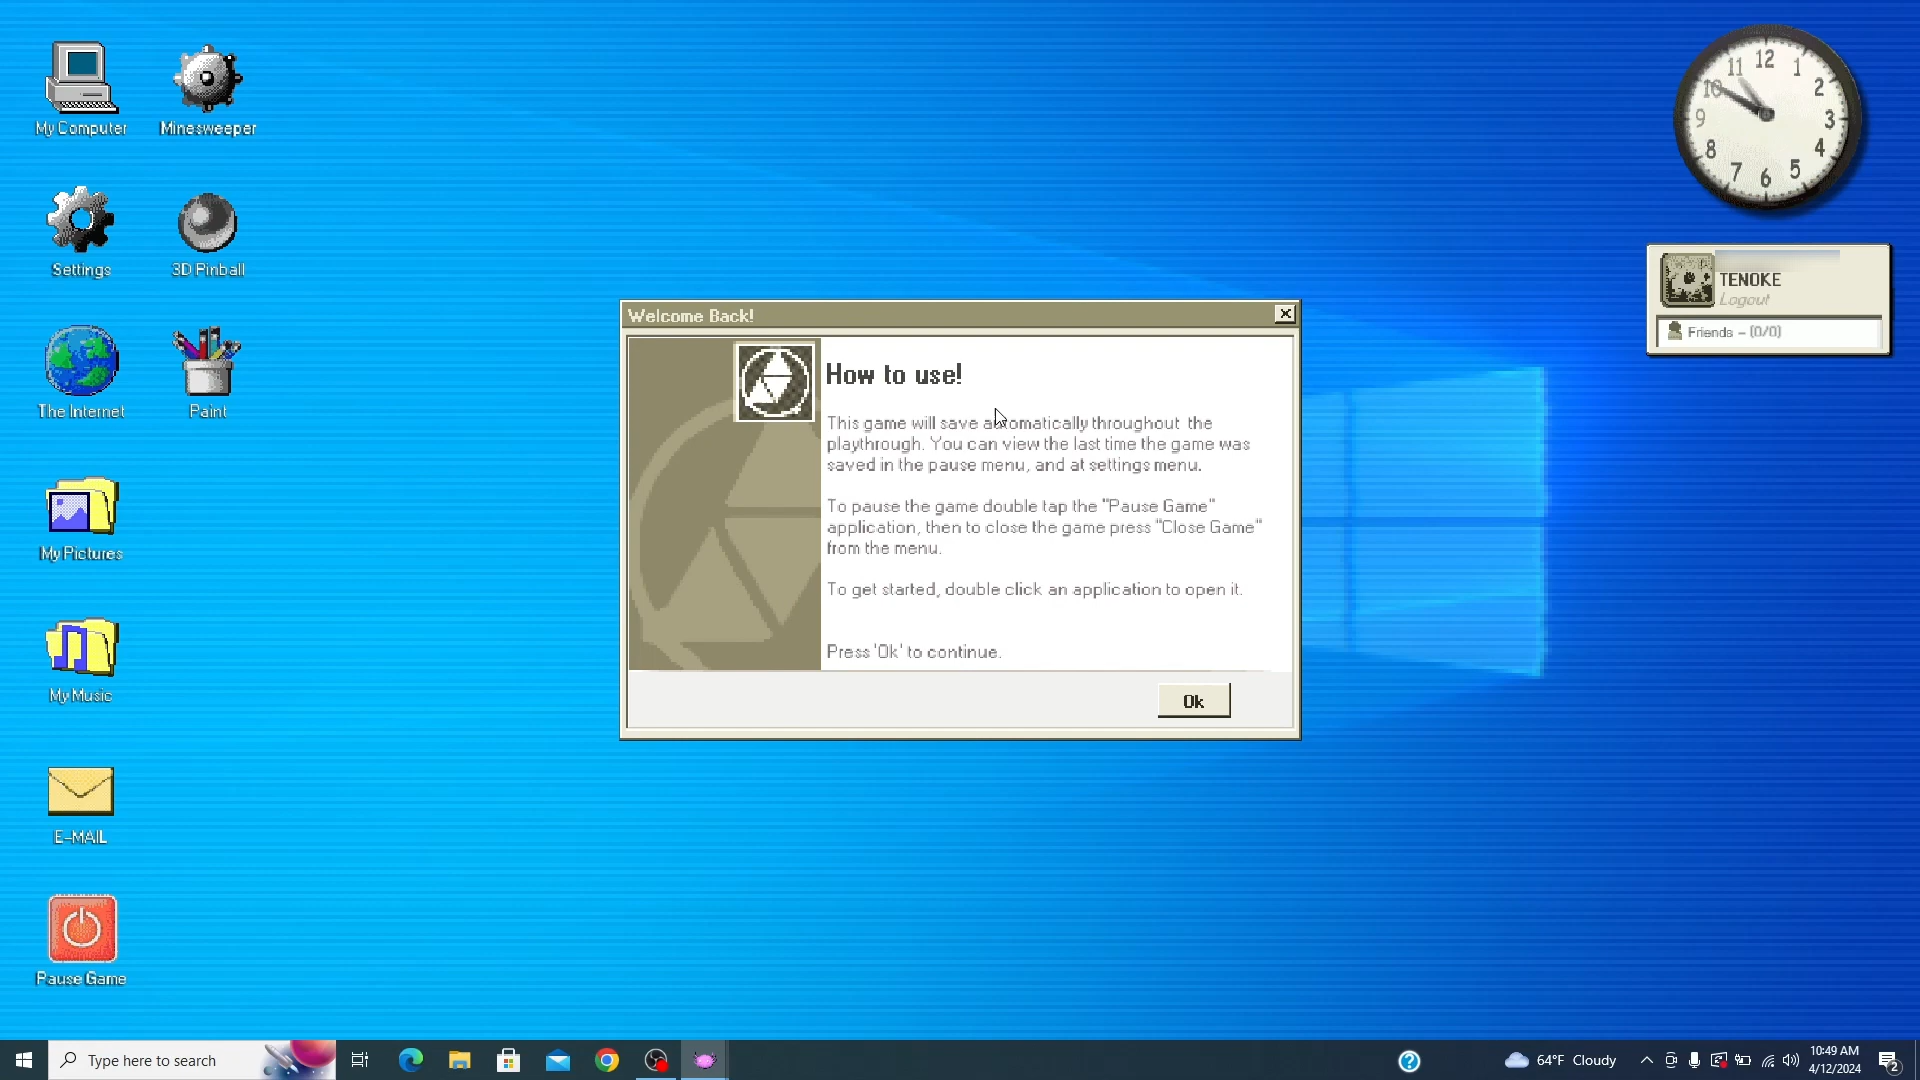 My Computer
Minesweeper
Settings
3D Pinball
The Internet
Paint
My Pictures
My Music
E-MAIL
Pause Game
12
1
2
3
4
5
6
7
8
9
10
11
TENOKE
Logout
Friends - (0/0)
Welcome Back!
How to use!
This game will save automatically throughout the
playthrough. You can view the last time the game was
saved in the pause menu, and at settings menu.
To pause the game double tap the "Pause Game"
application, then to close the game press "Close Game"
from the menu.
To get started, double click an application to open it.
Press 'Ok' to continue.
Ok
Type here to search
64°F Cloudy
10:49 AM
4/12/2024
2